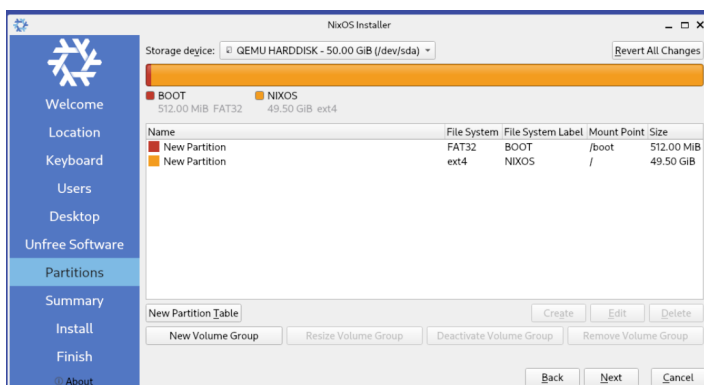 NixOS Installer
Storage device: QEMU HARDDISK - 50.00 GiB (/dev/sda) Revert All Changes
BOOT NIXOS
512.00 MiB FAT32 49.50 GiB ext4
Welcome
Location
Keyboard
Users
Desktop
Unfree Software
Partitions
Summary
Install
Finish
About
Name File System File System Label Mount Point Size
New Partition FAT32 BOOT /boot 512.00 MiB
New Partition ext4 NIXOS / 49.50 GiB
New Partition Table Create Edit Delete
New Volume Group Resize Volume Group Deactivate Volume Group Remove Volume Group
Back Next Cancel